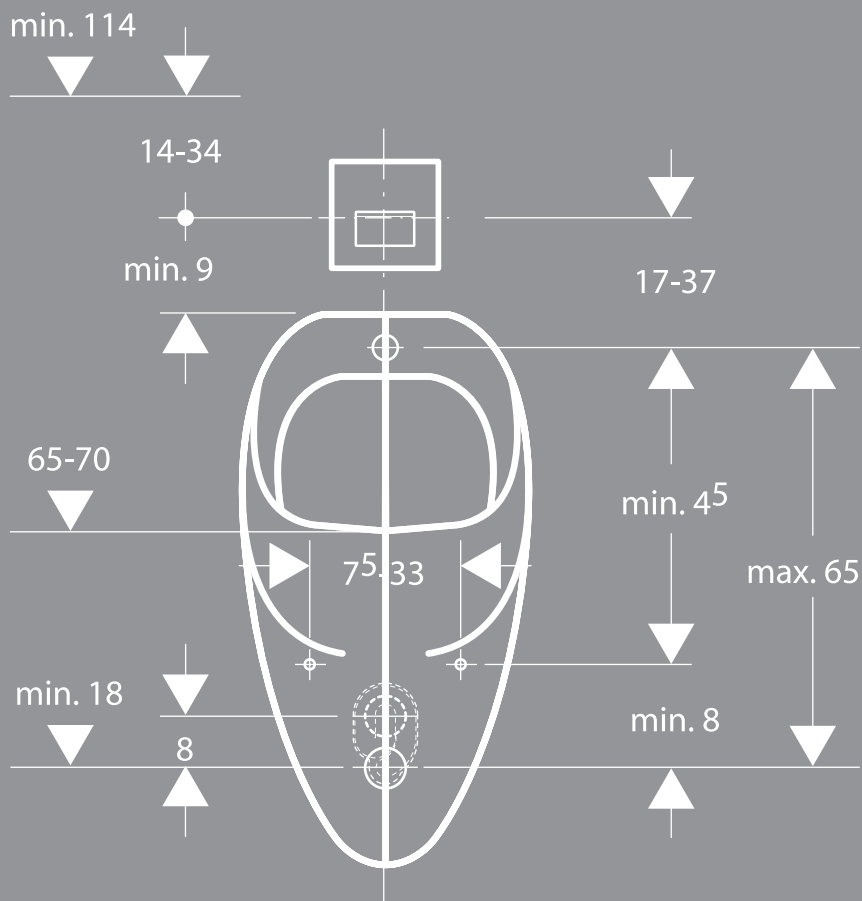 min. 114
14-34
min. 9
17-37
65-70
min. 4⁵
7⁵-33
max. 65
min. 18
min. 8
8